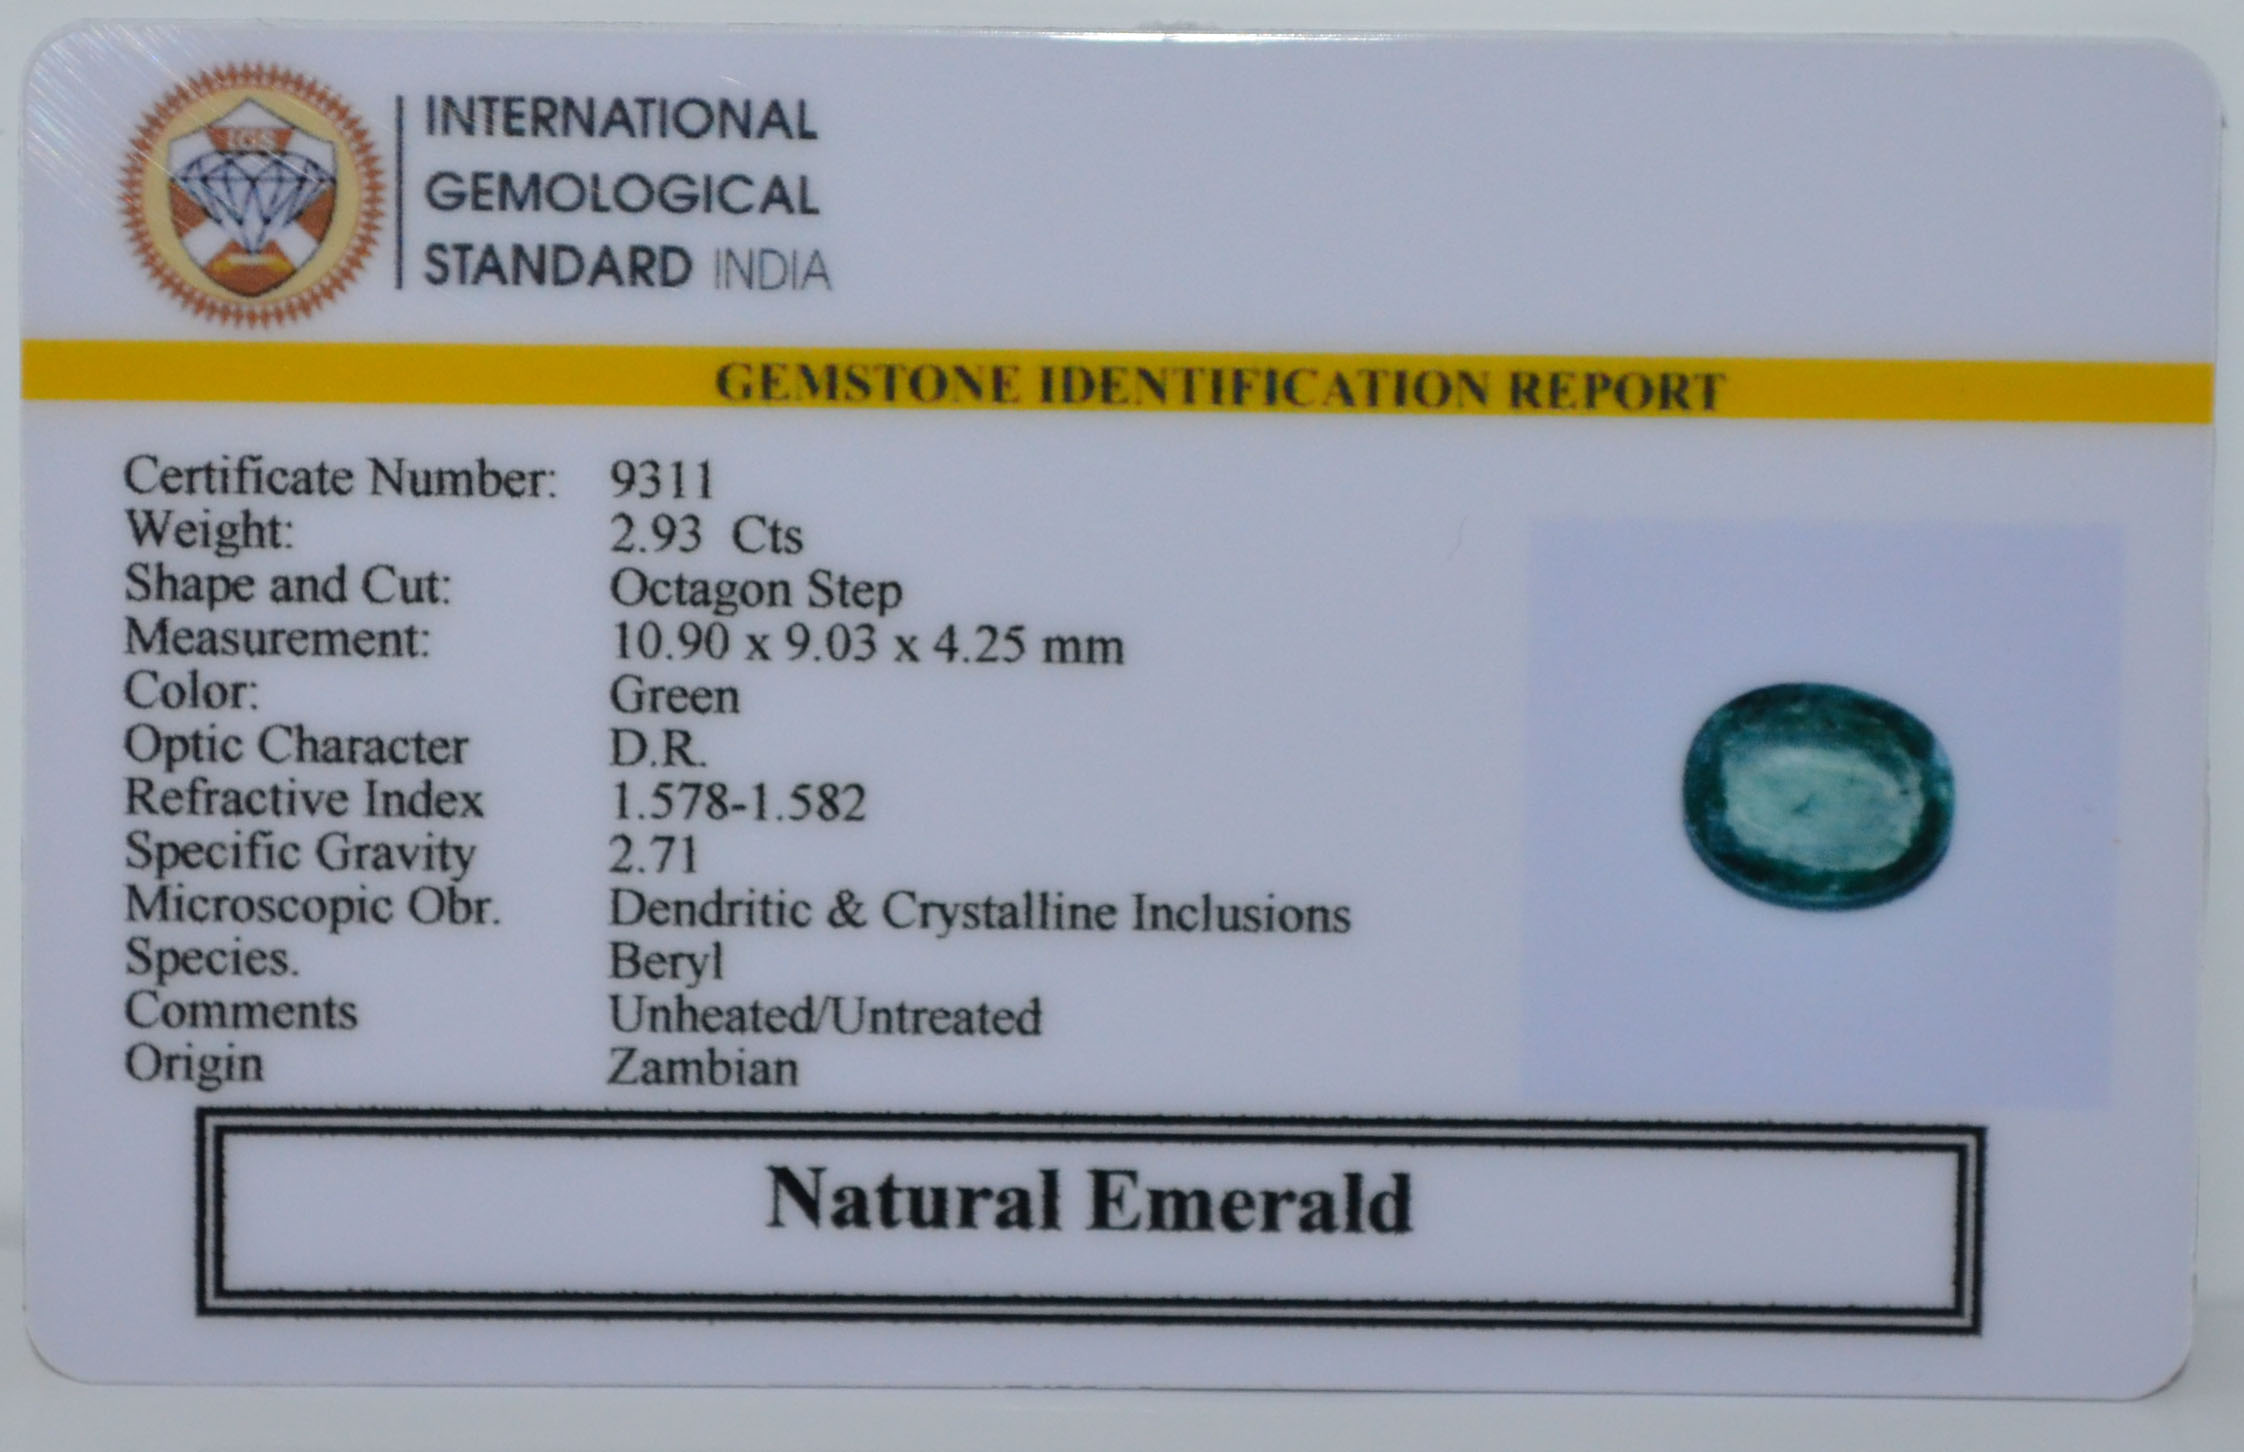 IGS
INTERNATIONAL
GEMOLOGICAL
STANDARD INDIA
GEMSTONE IDENTIFICATION REPORT
Certificate Number: 9311
Weight: 2.93 Cts
Shape and Cut: Octagon Step
Measurement: 10.90 x 9.03 x 4.25 mm
Color: Green
Optic Character D.R.
Refractive Index 1.578-1.582
Specific Gravity 2.71
Microscopic Obr. Dendritic & Crystalline Inclusions
Species. Beryl
Comments Unheated/Untreated
Origin Zambian
Natural Emerald